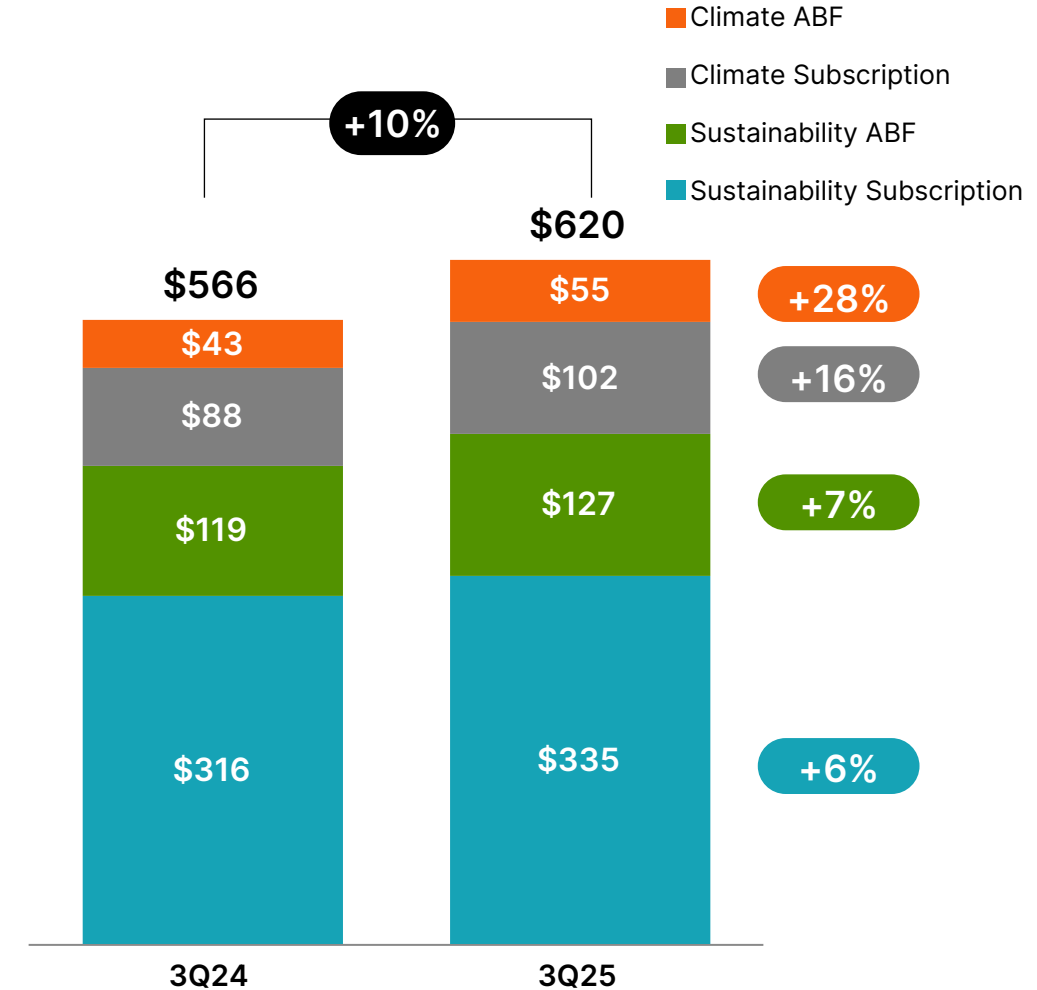 Climate ABF
Climate Subscription
Sustainability ABF
Sustainability Subscription
+10%
$566
$620
$43
$88
$119
$316
$55
$102
$127
$335
+28%
+16%
+7%
+6%
3Q24
3Q25